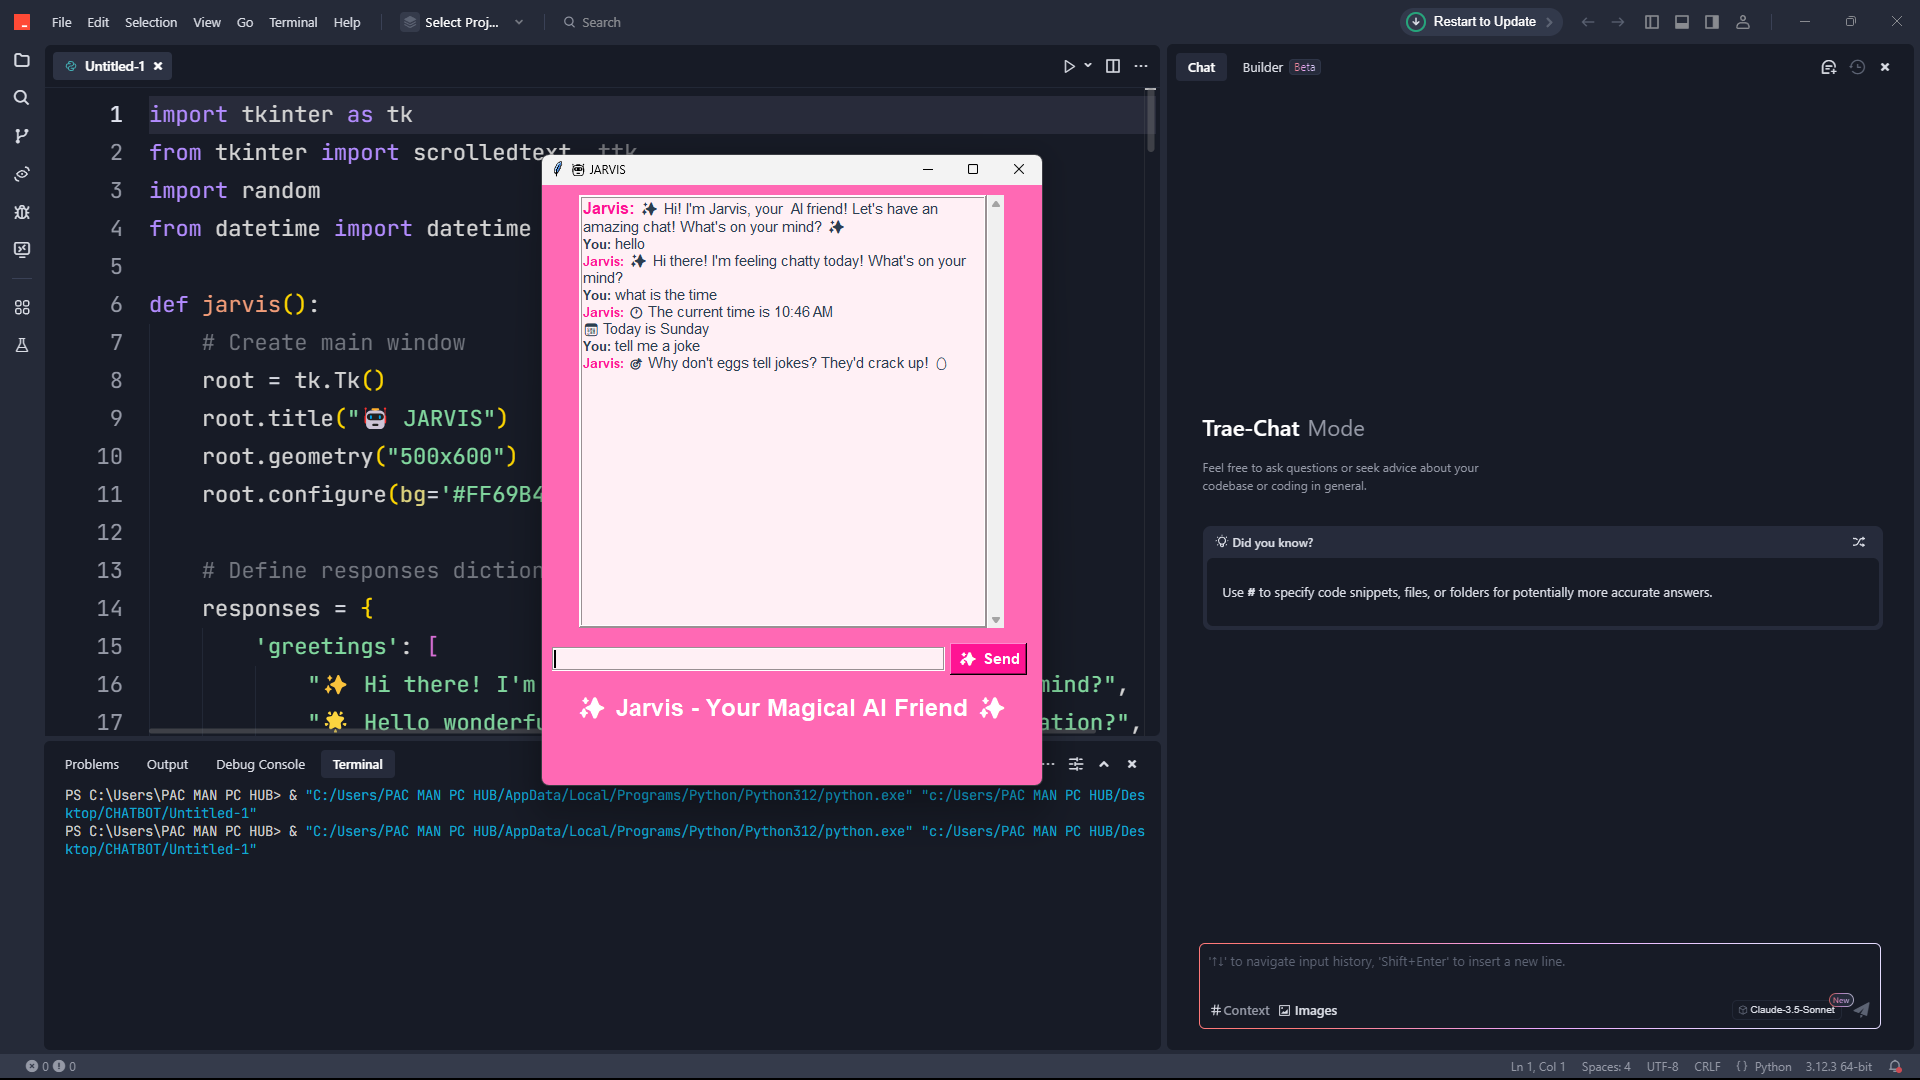 File Edit Selection View Go Terminal Help
Select Proj...
Search
Restart to Update
Untitled-1
1 import tkinter as tk
2 from tkinter import scrolledtext, ttk
3 import random
4 from datetime import datetime
5
6 def jarvis():
7 # Create main window
8 root = tk.Tk()
9 root.title("🤖 JARVIS")
10 root.geometry("500x600")
11 root.configure(bg='#FF69B4
12
13 # Define responses diction
14 responses = {
15 'greetings': [
16 "✨ Hi there! I'm mind?",
17 "🌟 Hello wonderfu ation?",
JARVIS
Jarvis: ✨ Hi! I'm Jarvis, your AI friend! Let's have an
amazing chat! What's on your mind? ✨
You: hello
Jarvis: ✨ Hi there! I'm feeling chatty today! What's on your
mind?
You: what is the time
Jarvis: 🕐 The current time is 10:46 AM
📅 Today is Sunday
You: tell me a joke
Jarvis: 🎯 Why don't eggs tell jokes? They'd crack up! 🥚
✨ Send
✨ Jarvis - Your Magical AI Friend ✨
Problems Output Debug Console Terminal
PS C:\Users\PAC MAN PC HUB> & "C:/Users/PAC MAN PC HUB/AppData/Local/Programs/Python/Python312/python.exe" "c:/Users/PAC MAN PC HUB/Des
ktop/CHATBOT/Untitled-1"
PS C:\Users\PAC MAN PC HUB> & "C:/Users/PAC MAN PC HUB/AppData/Local/Programs/Python/Python312/python.exe" "c:/Users/PAC MAN PC HUB/Des
ktop/CHATBOT/Untitled-1"
Chat Builder Beta
Trae-Chat Mode
Feel free to ask questions or seek advice about your
codebase or coding in general.
Did you know?
Use # to specify code snippets, files, or folders for potentially more accurate answers.
'↑↓' to navigate input history, 'Shift+Enter' to insert a new line.
# Context Images
Claude-3.5-Sonnet New
0 0
Ln 1, Col 1 Spaces: 4 UTF-8 CRLF {} Python 3.12.3 64-bit